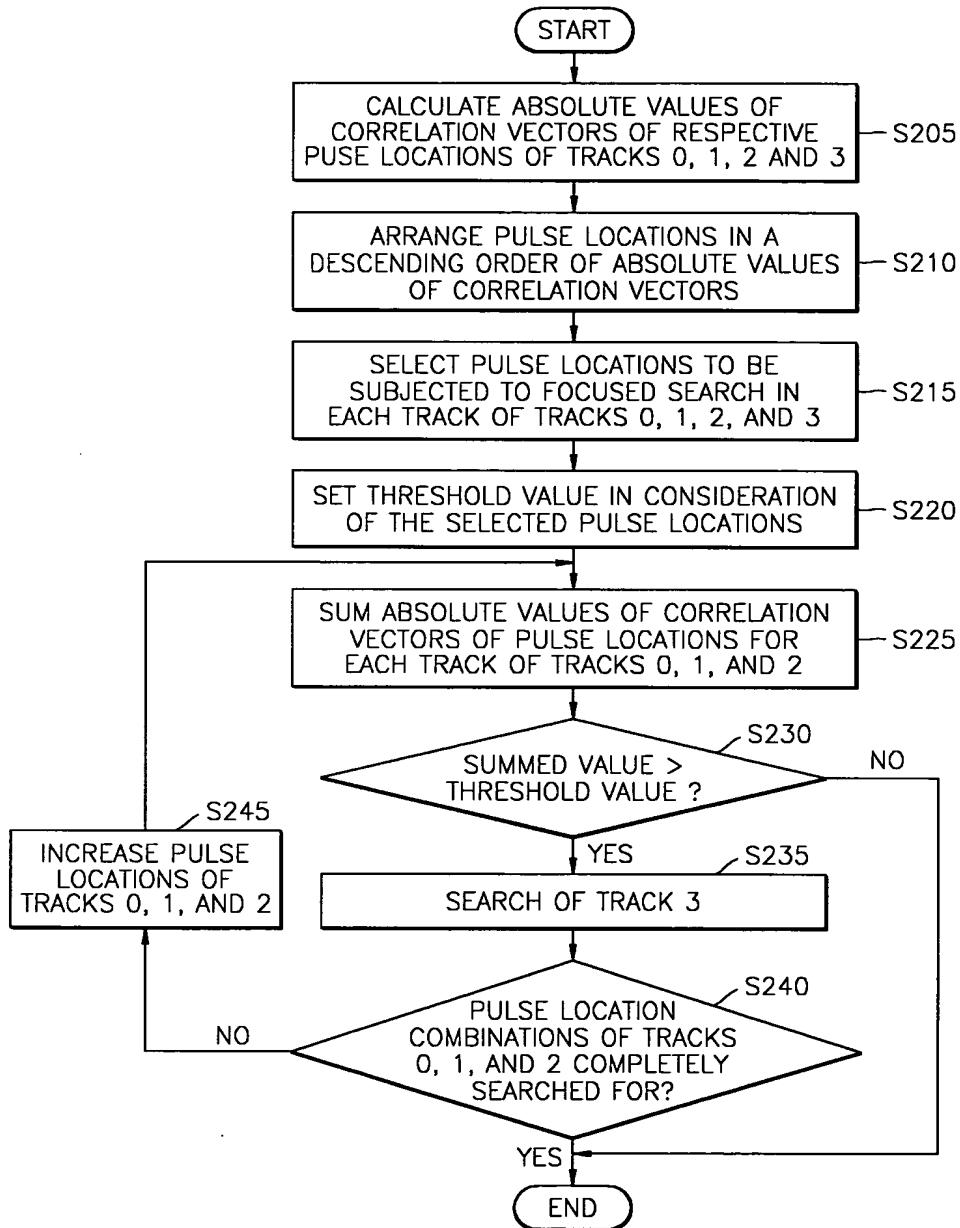 START
CALCULATE ABSOLUTE VALUES OF
CORRELATION VECTORS OF RESPECTIVE
PUSE LOCATIONS OF TRACKS 0, 1, 2 AND 3
S205
ARRANGE PULSE LOCATIONS IN A
DESCENDING ORDER OF ABSOLUTE VALUES
OF CORRELATION VECTORS
S210
SELECT PULSE LOCATIONS TO BE
SUBJECTED TO FOCUSED SEARCH IN
EACH TRACK OF TRACKS 0, 1, 2, AND 3
S215
SET THRESHOLD VALUE IN CONSIDERATION
OF THE SELECTED PULSE LOCATIONS
S220
SUM ABSOLUTE VALUES OF CORRELATION
VECTORS OF PULSE LOCATIONS FOR
EACH TRACK OF TRACKS 0, 1, AND 2
S225
S230
SUMMED VALUE >
THRESHOLD VALUE ?
NO
YES
S245
INCREASE PULSE
LOCATIONS OF
TRACKS 0, 1, AND 2
S235
SEARCH OF TRACK 3
S240
PULSE LOCATION
COMBINATIONS OF TRACKS
0, 1, AND 2 COMPLETELY
SEARCHED FOR?
NO
YES
END